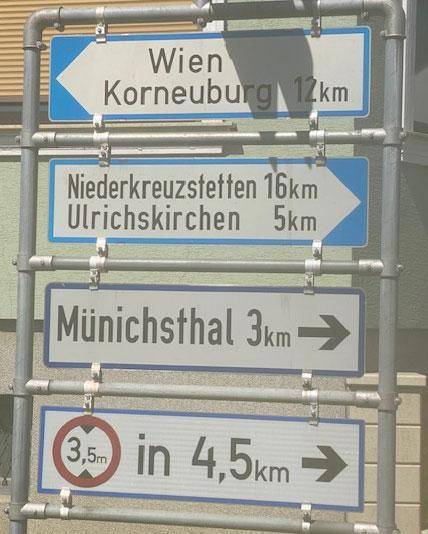 Wien
Korneuburg 12km
Niederkreuzstetten 16km
Ulrichskirchen 5km
Münichsthal 3km
3,5m in 4,5km